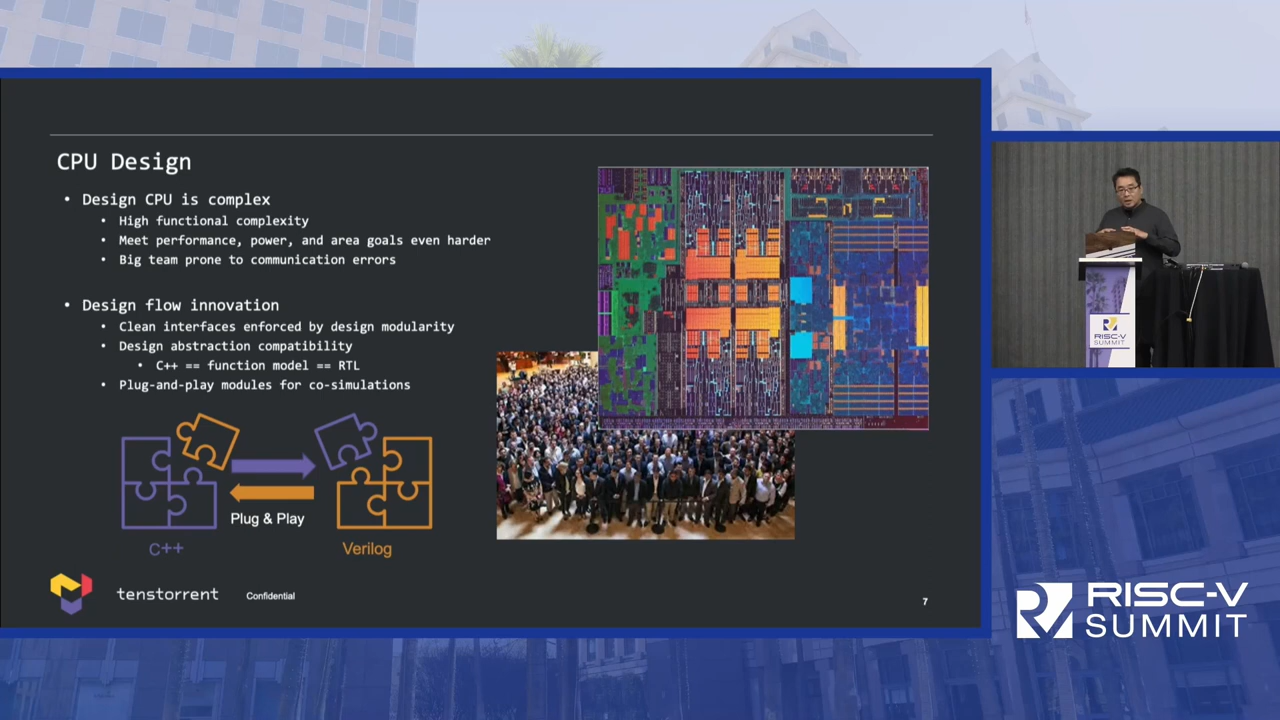 CPU Design
• Design CPU is complex
• High functional complexity
• Meet performance, power, and area goals even harder
• Big team prone to communication errors
• Design flow innovation
• Clean interfaces enforced by design modularity
• Design abstraction compatibility
• C++ == function model == RTL
• Plug-and-play modules for co-simulations
Plug & Play
C++
Verilog
tenstorrent
Confidential
7
RISC-V
SUMMIT
RISC-V
SUMMIT